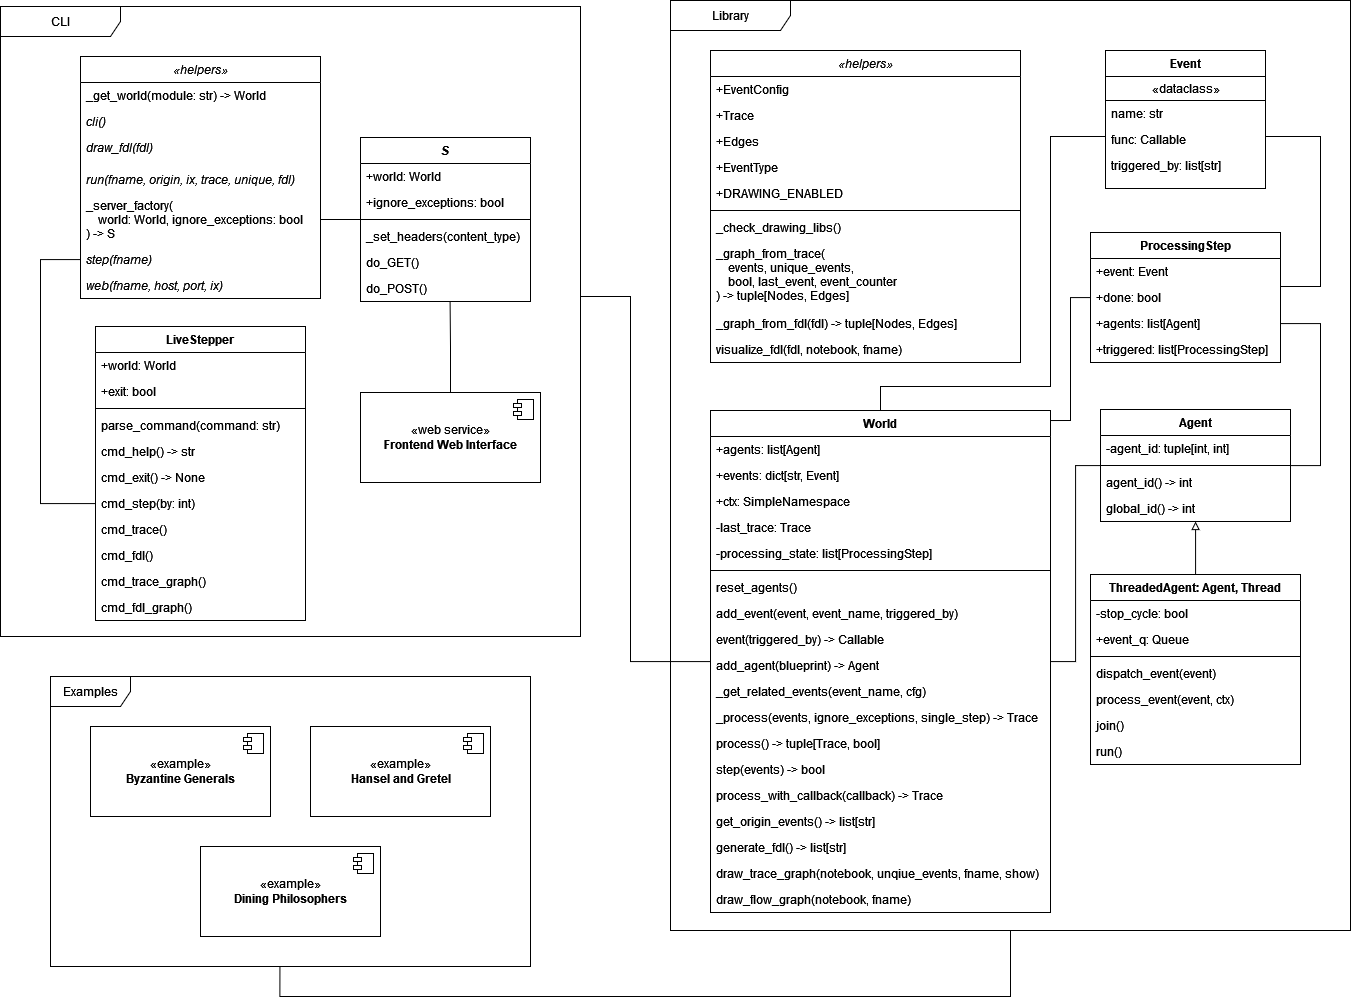 CLI
«helpers»
_get_world(module: str) -> World
cli()
draw_fdl(fdl)
run(fname, origin, ix, trace, unique, fdl)
_server_factory(
world: World, ignore_exceptions: bool
) -> S
step(fname)
web(fname, host, port, ix)
S
+world: World
+ignore_exceptions: bool
_set_headers(content_type)
do_GET()
do_POST()
LiveStepper
+world: World
+exit: bool
parse_command(command: str)
cmd_help() -> str
cmd_exit() -> None
cmd_step(by: int)
cmd_trace()
cmd_fdl()
cmd_trace_graph()
cmd_fdl_graph()
«web service»
Frontend Web Interface
Examples
«example»
Byzantine Generals
«example»
Hansel and Gretel
«example»
Dining Philosophers
Library
«helpers»
+EventConfig
+Trace
+Edges
+EventType
+DRAWING_ENABLED
_check_drawing_libs()
_graph_from_trace(
events, unique_events,
bool, last_event, event_counter
) -> tuple[Nodes, Edges]
_graph_from_fdl(fdl) -> tuple[Nodes, Edges]
visualize_fdl(fdl, notebook, fname)
Event
«dataclass»
name: str
func: Callable
triggered_by: list[str]
ProcessingStep
+event: Event
+done: bool
+agents: list[Agent]
+triggered: list[ProcessingStep]
World
+agents: list[Agent]
+events: dict[str, Event]
+ctx: SimpleNamespace
-last_trace: Trace
-processing_state: list[ProcessingStep]
reset_agents()
add_event(event, event_name, triggered_by)
event(triggered_by) -> Callable
add_agent(blueprint) -> Agent
_get_related_events(event_name, cfg)
_process(events, ignore_exceptions, single_step) -> Trace
process() -> tuple[Trace, bool]
step(events) -> bool
process_with_callback(callback) -> Trace
get_origin_events() -> list[str]
generate_fdl() -> list[str]
draw_trace_graph(notebook, unqiue_events, fname, show)
draw_flow_graph(notebook, fname)
Agent
-agent_id: tuple[int, int]
agent_id() -> int
global_id() -> int
ThreadedAgent: Agent, Thread
-stop_cycle: bool
+event_q: Queue
dispatch_event(event)
process_event(event, ctx)
join()
run()